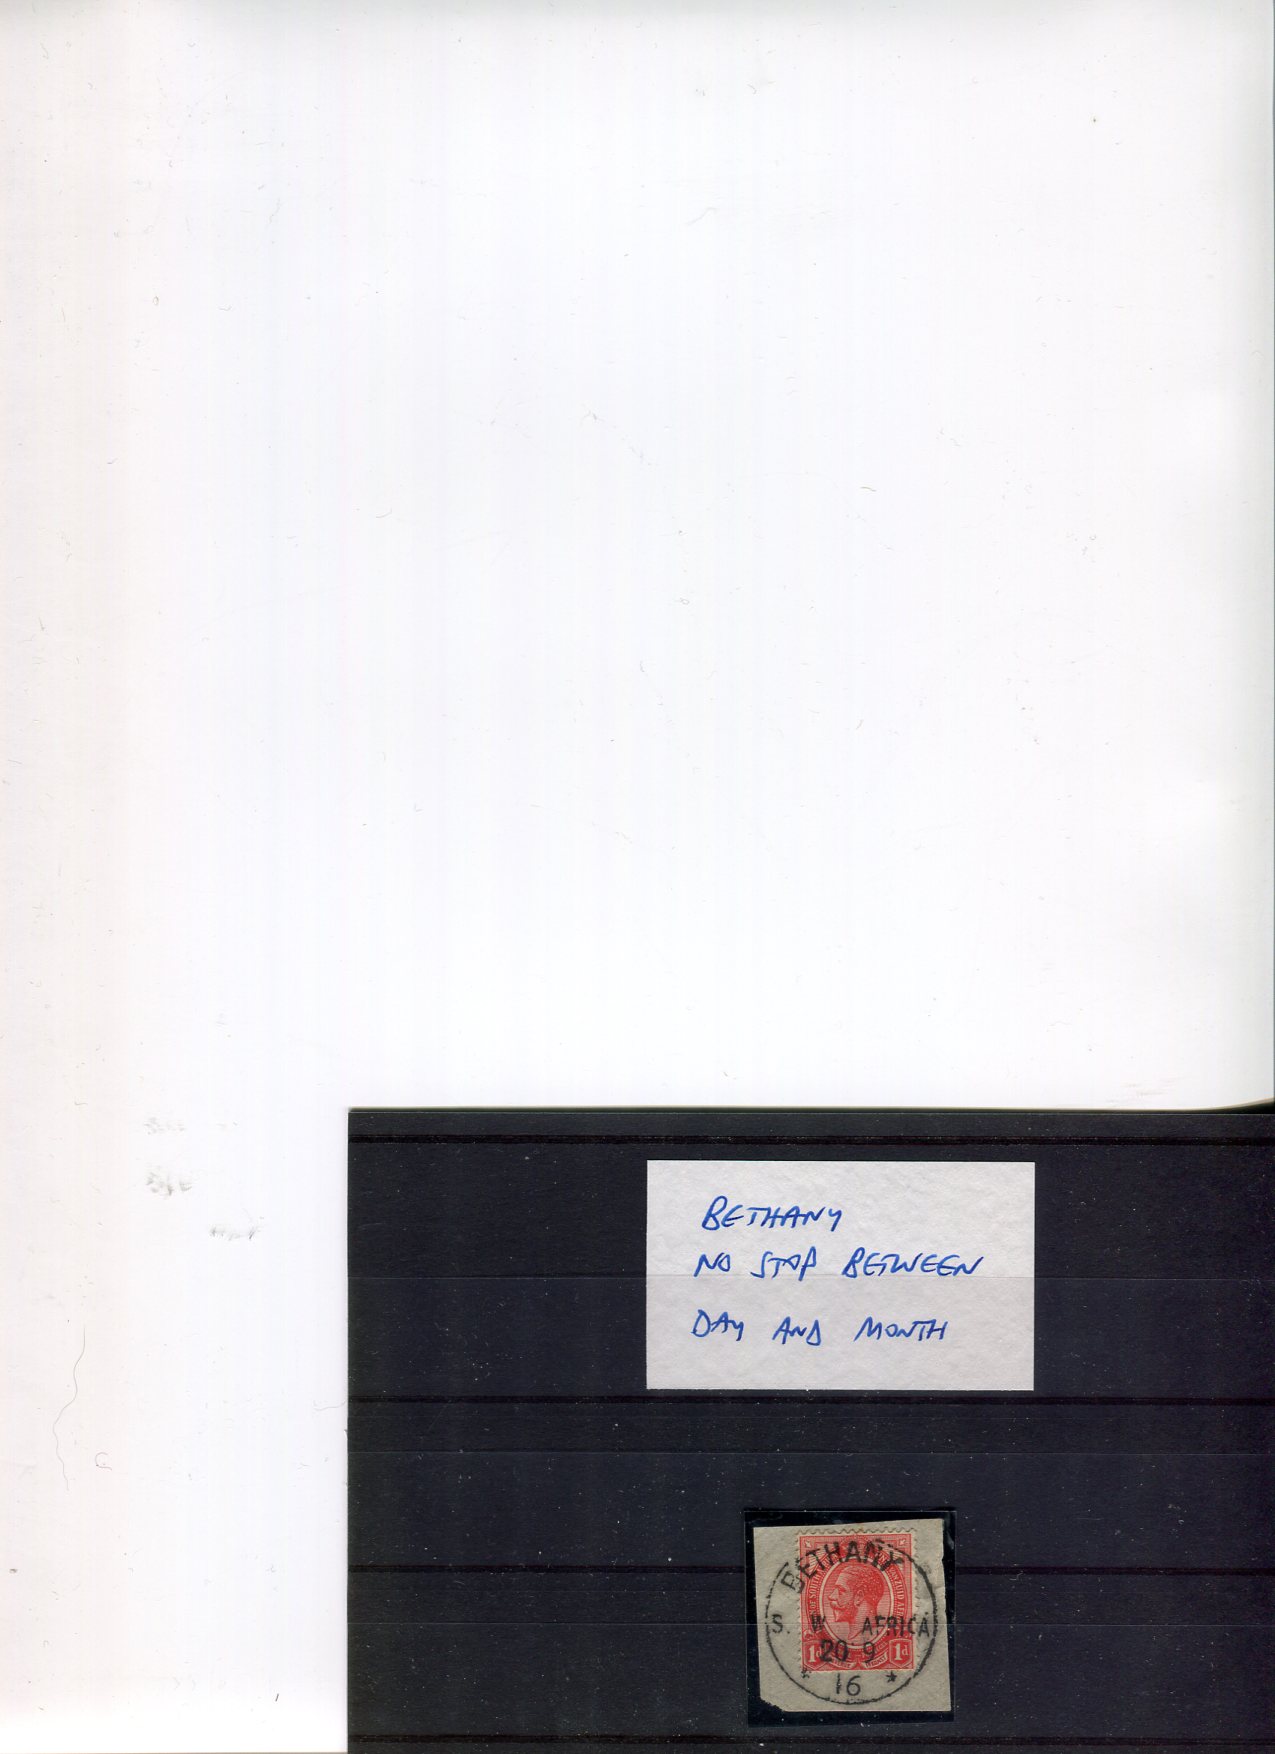 BETHANY
NO STOP BETWEEN
DAY AND MONTH
BETHANY
S. W. AFRICA
20 9
16
1d 1d